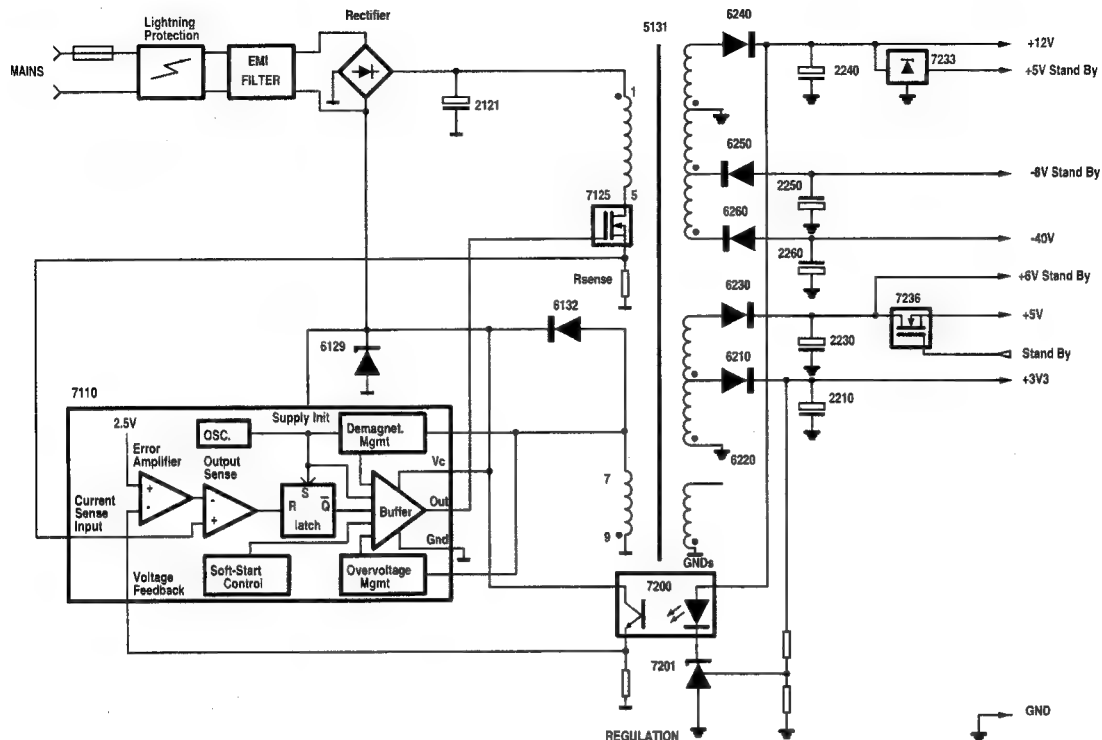 Lightning
Protection
Rectifier
MAINS
EMI
FILTER
2121
5131
6240
+12V
2240
7233
+5V Stand By
1
6250
-8V Stand By
2250
7125
5
6260
-40V
2260
Rsense
6230
+6V Stand By
7236
+5V
2230
Stand By
6132
6129
6210
+3V3
2210
7110
2.5V
OSC.
Supply Init
Demagnet.
Mgmt
Vc
Error
Amplifier
Output
Sense
6220
7
Current
Sense
Input
+
-
-
+
S
R
Q
latch
Buffer
Out
Gnd
9
Soft-Start
Control
Overvoltage
Mgmt
GNDs
Voltage
Feedback
7200
7201
REGULATION
GND